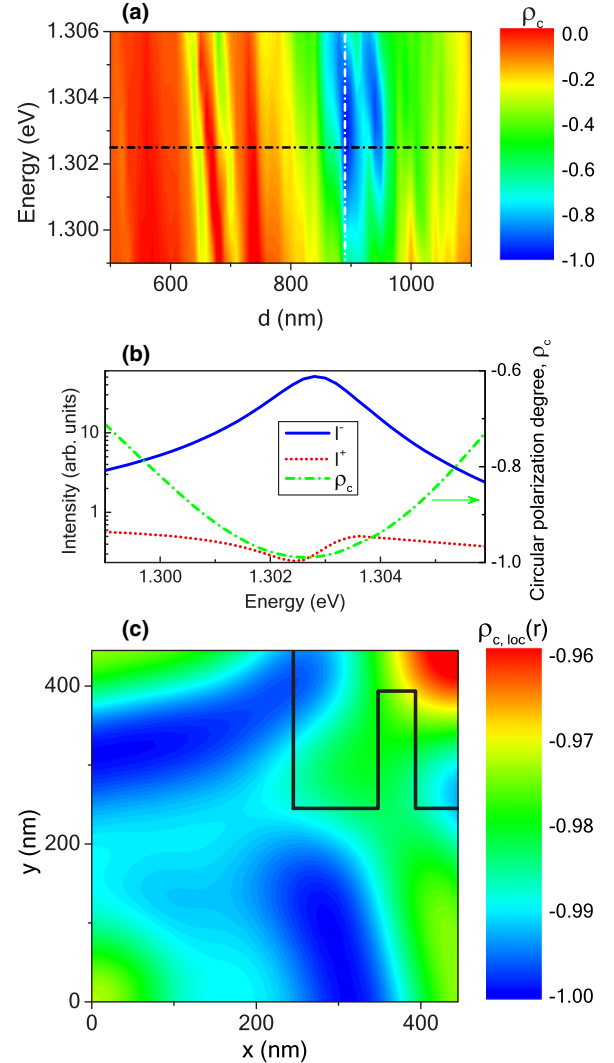 (a)
ρc
1.306
1.304
1.302
1.300
Energy (eV)
600
800
1000
d (nm)
0.0
-0.2
-0.4
-0.6
-0.8
-1.0
(b)
10
1
Intensity (arb. units)
I-
I+
ρc
-0.6
-0.8
-1.0
Circular polarization degree, ρc
1.300
1.302
1.304
Energy (eV)
(c)
ρc, loc(r)
400
200
0
y (nm)
0
200
400
x (nm)
-0.96
-0.97
-0.98
-0.99
-1.00